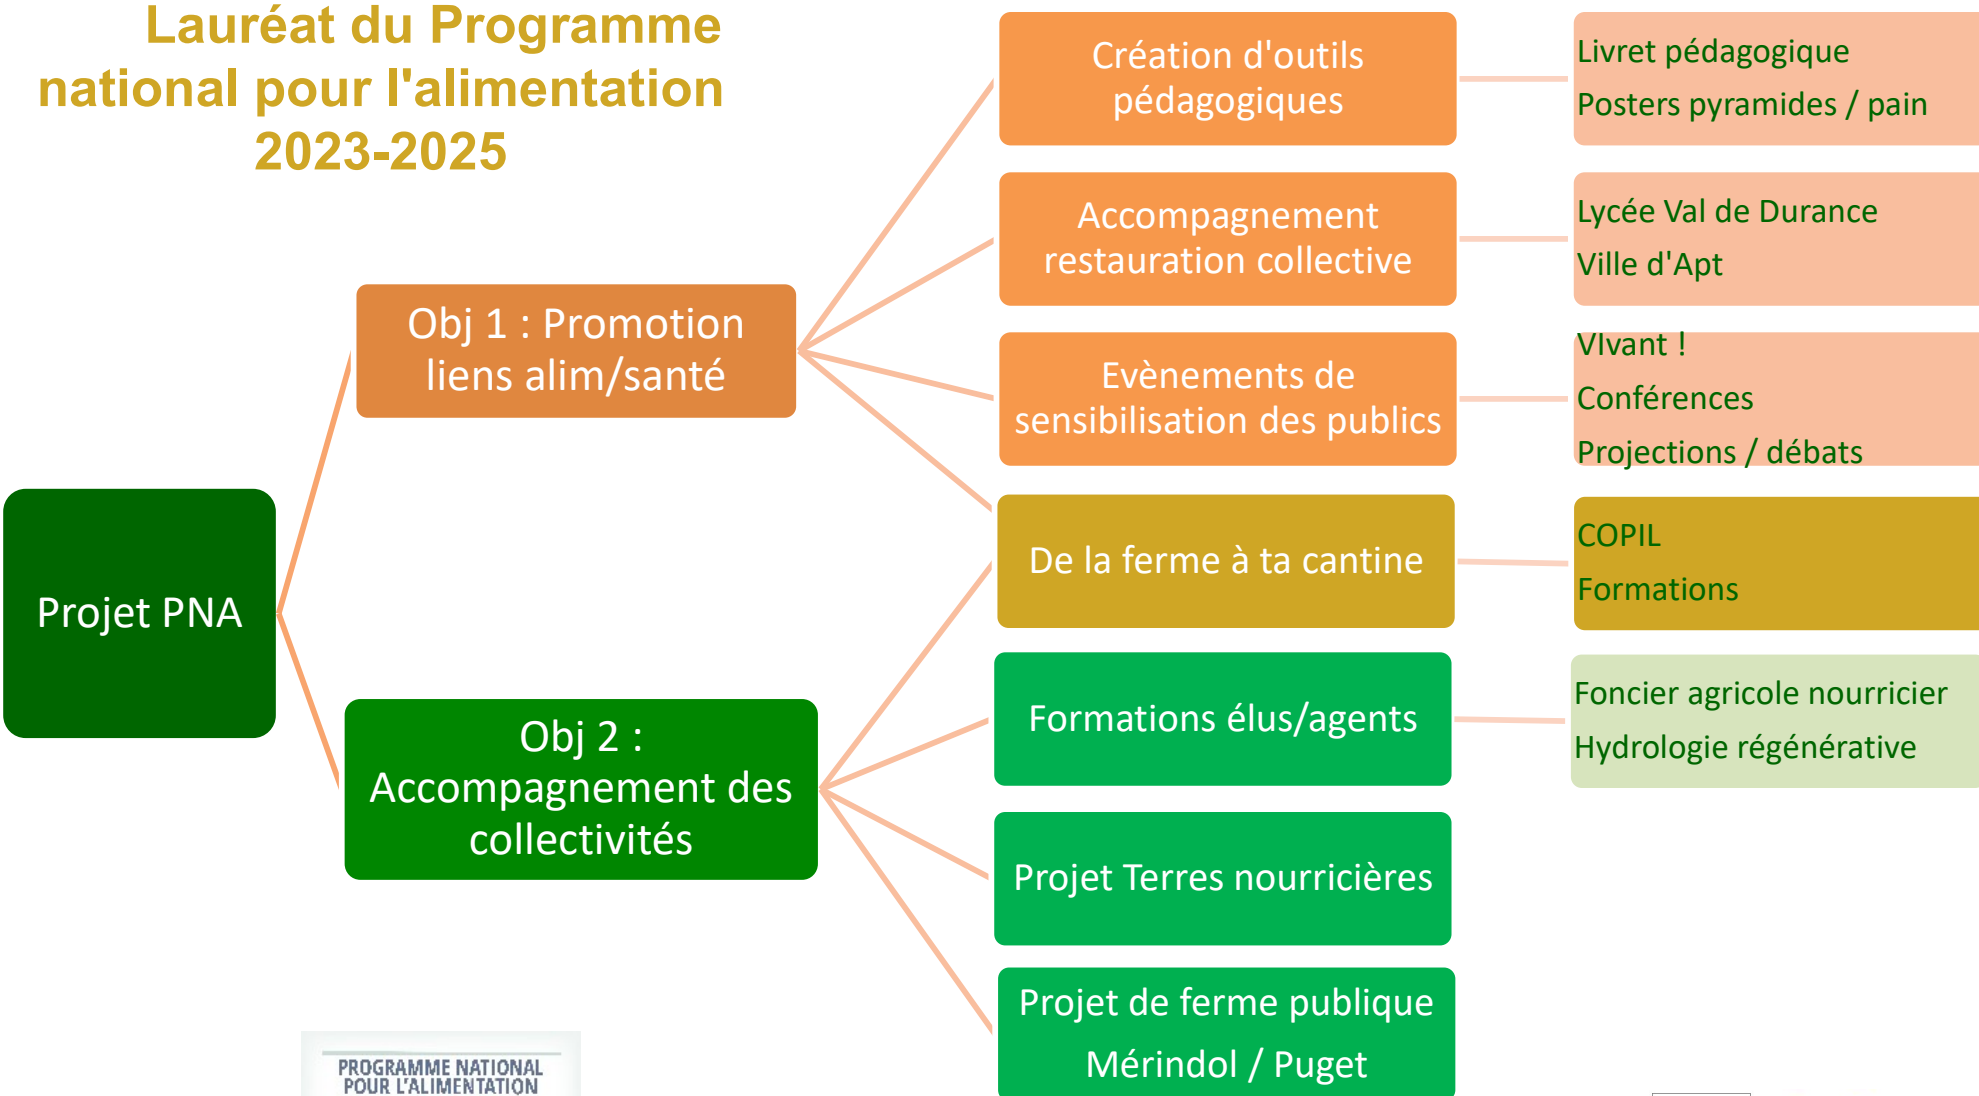 Lauréat du Programme
national pour l'alimentation
2023-2025
Projet PNA
Obj 1 : Promotion
liens alim/santé
Obj 2 :
Accompagnement des
collectivités
Création d'outils
pédagogiques
Livret pédagogique
Posters pyramides / pain
Accompagnement
restauration collective
Lycée Val de Durance
Ville d'Apt
Evènements de
sensibilisation des publics
VIvant !
Conférences
Projections / débats
De la ferme à ta cantine
COPIL
Formations
Formations élus/agents
Foncier agricole nourricier
Hydrologie régénérative
Projet Terres nourricières
Projet de ferme publique
Mérindol / Puget
PROGRAMME NATIONAL
POUR L'ALIMENTATION